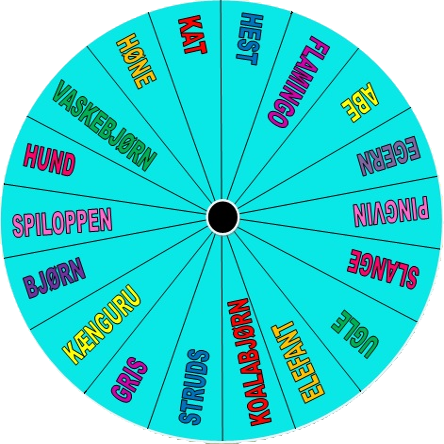 HEST
FLAMINGO
ABE
EGERN
PINGVIN
SLANGE
UGLE
ELEFANT
KOALABJØRN
STRUDS
GRIS
KÆNGURU
BJØRN
SPILOPPEN
HUND
VASKEBJØRN
HØNE
KAT